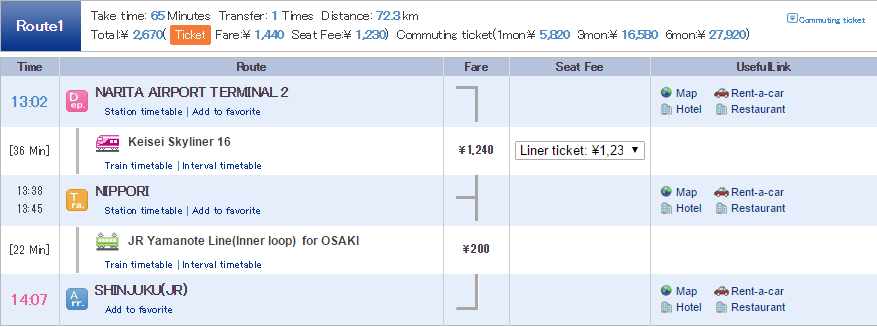 Route1
Take time: 65 Minutes Transfer: 1 Times Distance: 72.3 km
Total:¥ 2,670( Ticket Fare:¥ 1,440 Seat Fee:¥ 1,230) Commuting ticket(1mon:¥ 5,820 3mon:¥ 16,580 6mon:¥ 27,920)
Commuting ticket
Time Route Fare Seat Fee UsefulLink
13:02 Dep. NARITA AIRPORT TERMINAL 2
Station timetable | Add to favorite
Map Rent-a-car
Hotel Restaurant
[36 Min] Keisei Skyliner 16 ¥1,240 Liner ticket: ¥1,23
Train timetable | Interval timetable
13:38
13:45
Tra. NIPPORI
Station timetable | Add to favorite
Map Rent-a-car
Hotel Restaurant
[22 Min] JR Yamanote Line(Inner loop) for OSAKI ¥200
Train timetable | Interval timetable
14:07 Arr. SHINJUKU(JR)
Add to favorite
Map Rent-a-car
Hotel Restaurant